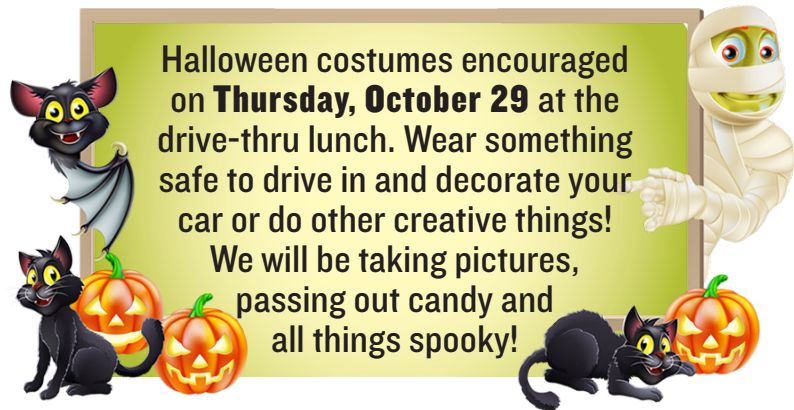 Halloween costumes encouraged
on Thursday, October 29 at the
drive-thru lunch. Wear something
safe to drive in and decorate your
car or do other creative things!
We will be taking pictures,
passing out candy and
all things spooky!